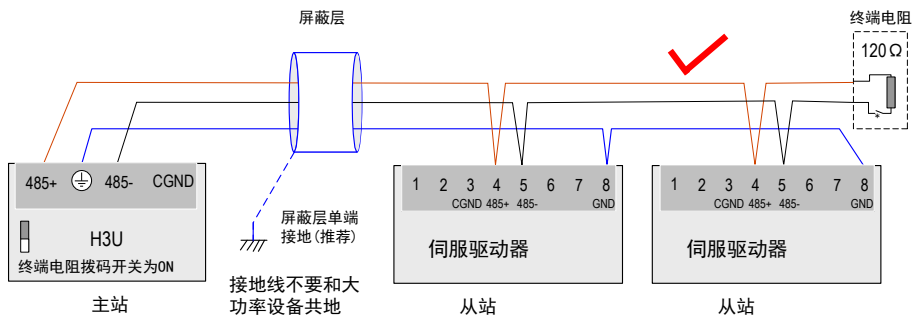 屏蔽层
终端电阻
120Ω
485+ 485- CGND
H3U
终端电阻拨码开关为ON
主站
屏蔽层单端
接地(推荐)
接地线不要和大
功率设备共地
1 2 3 4 5 6 7 8
CGND 485+ 485- GND
伺服驱动器
从站
1 2 3 4 5 6 7 8
CGND 485+ 485- GND
伺服驱动器
从站